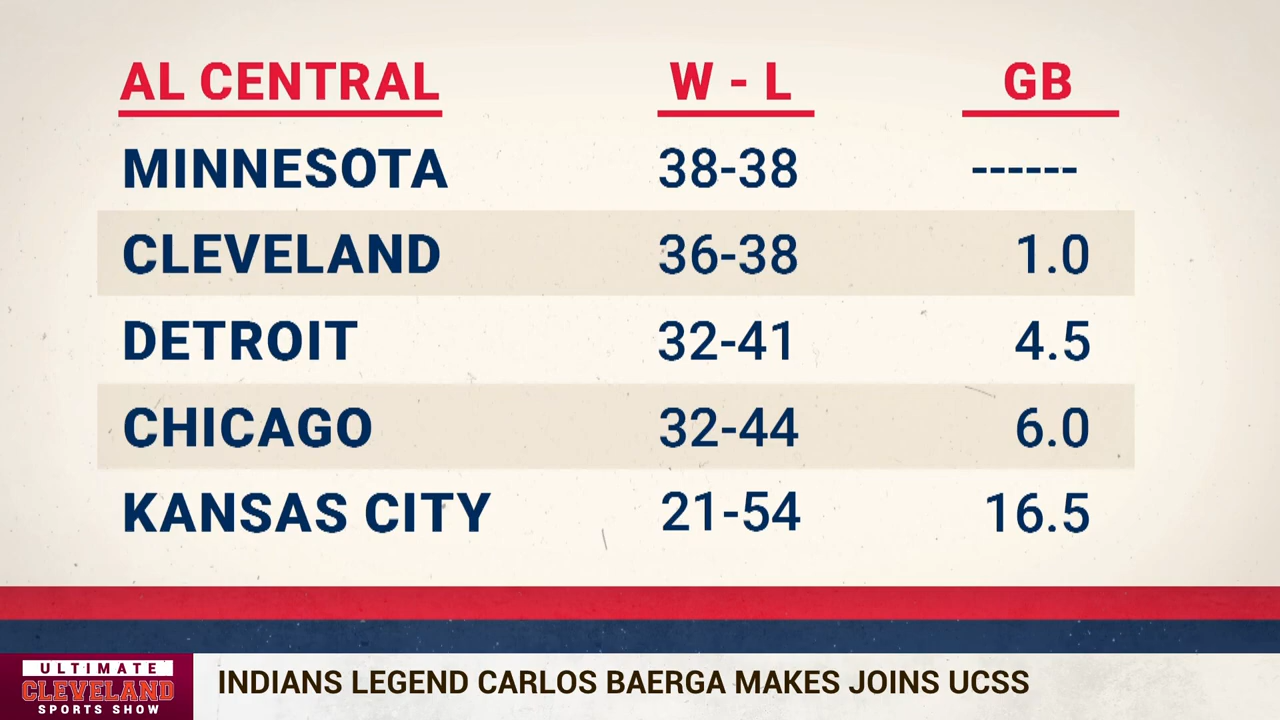 AL CENTRAL W - L GB
MINNESOTA 38-38 ------
CLEVELAND 36-38 1.0
DETROIT 32-41 4.5
CHICAGO 32-44 6.0
KANSAS CITY 21-54 16.5
ULTIMATE
CLEVELAND
SPORTS SHOW
INDIANS LEGEND CARLOS BAERGA MAKES JOINS UCSS